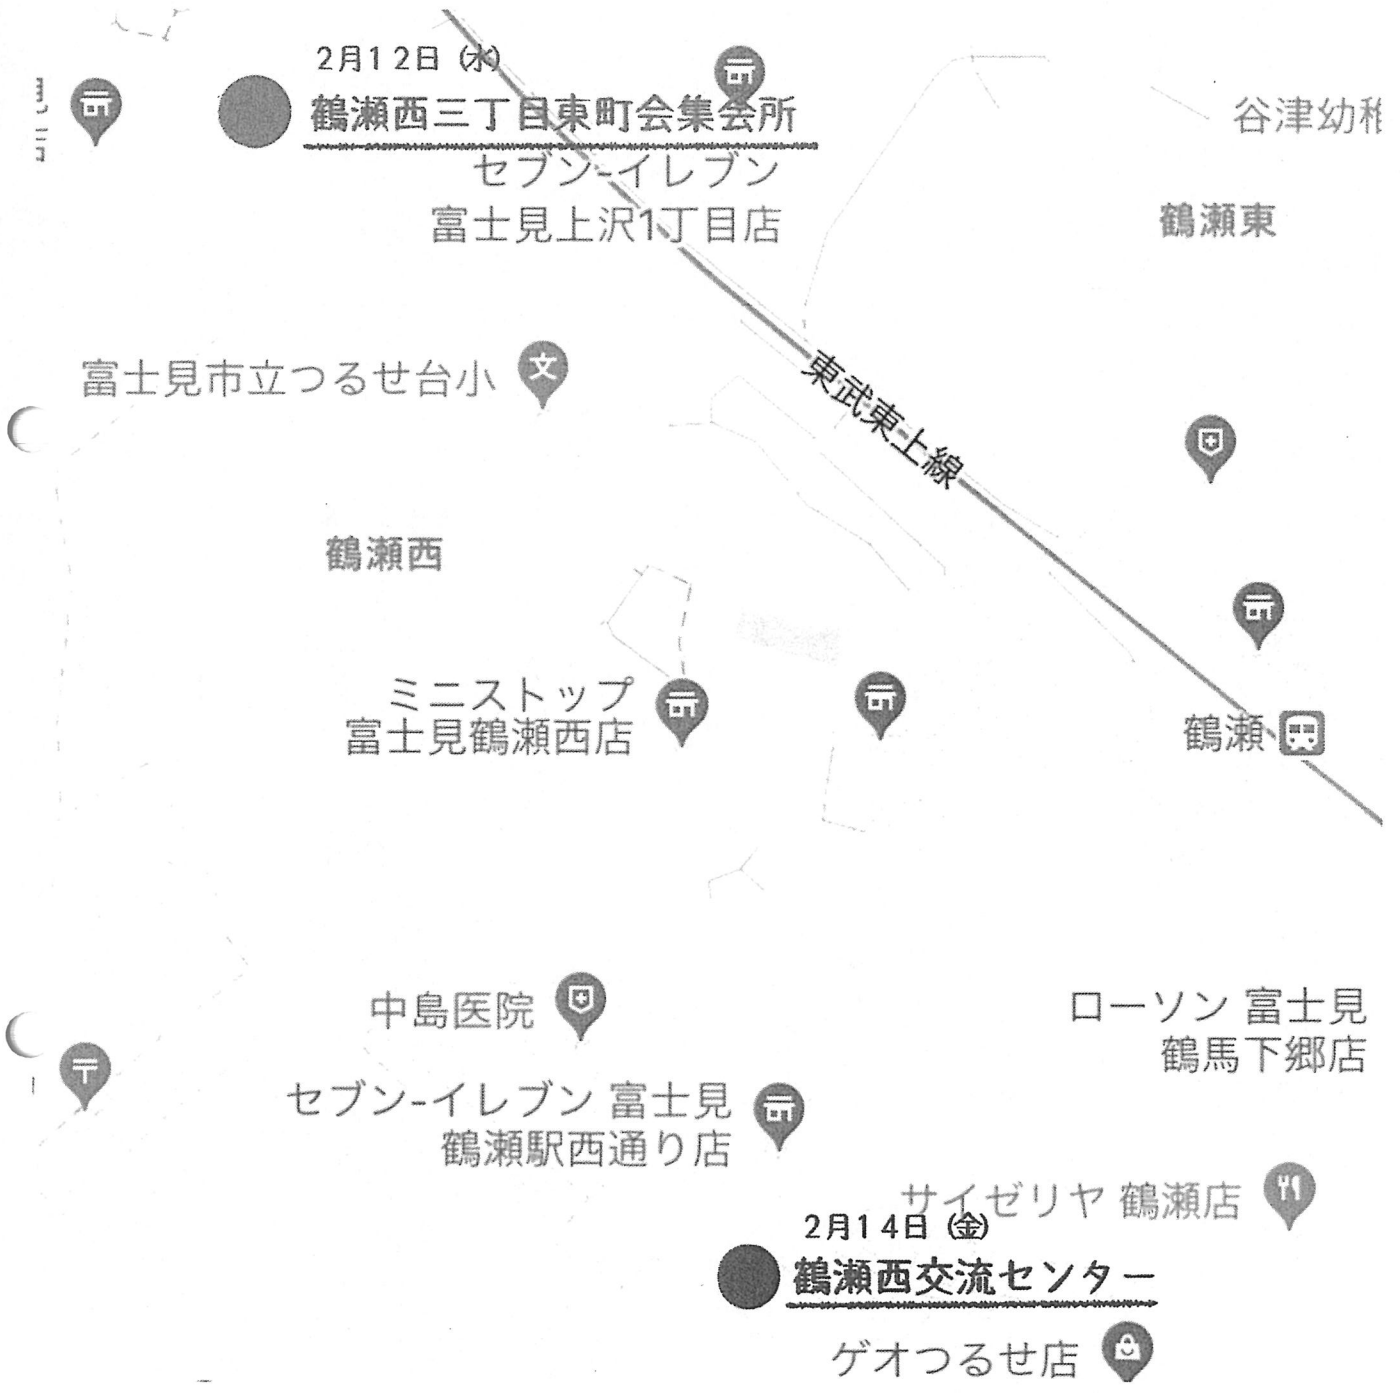 2月12日(水)
鶴瀬西三丁目東町会集会所
セブン-イレブン
富士見上沢1丁目店
谷津幼稚
鶴瀬東
富士見市立つるせ台小
文
東武東上線
鶴瀬西
ミニストップ
富士見鶴瀬西店
鶴瀬
中島医院
ローソン 富士見
鶴馬下郷店
〒
セブン-イレブン 富士見
鶴瀬駅西通り店
サイゼリヤ 鶴瀬店
2月14日(金)
鶴瀬西交流センター
ゲオつるせ店